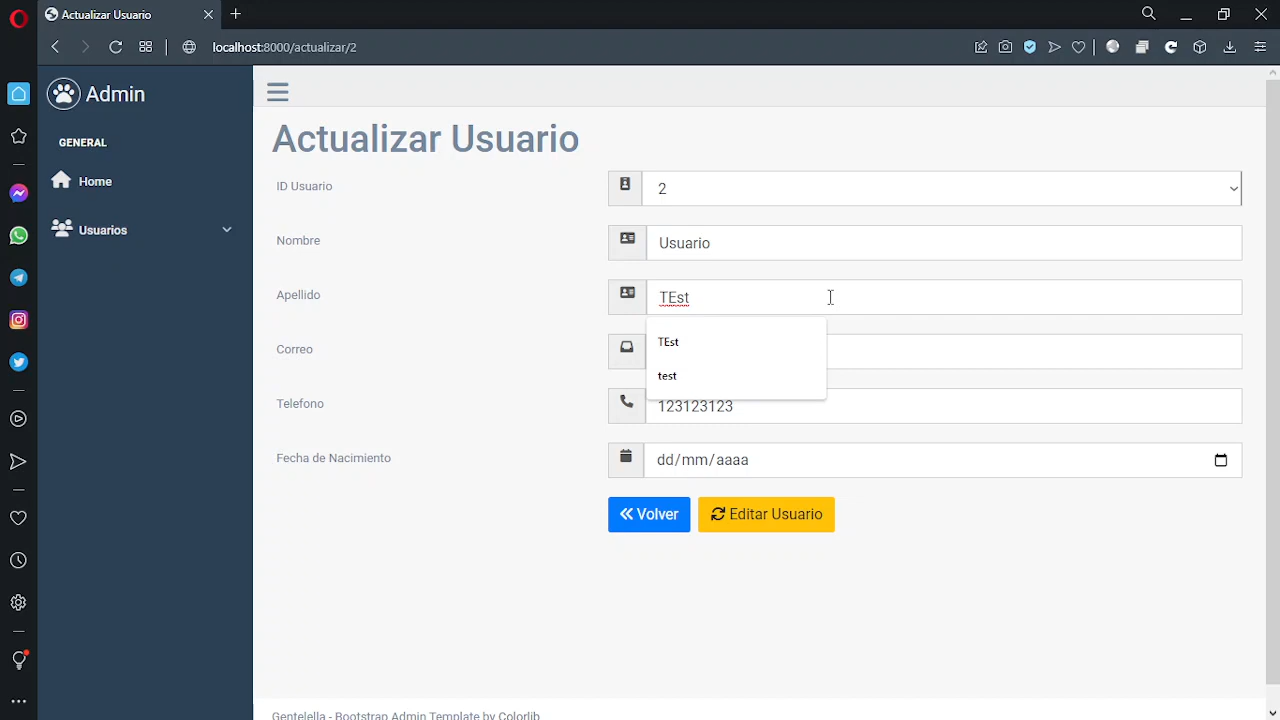 Actualizar Usuario
localhost:8000/actualizar/2
Admin
GENERAL
Home
Usuarios
Actualizar Usuario
ID Usuario
2
Nombre
Usuario
Apellido
TEst
TEst
test
Correo
Telefono
123123123
Fecha de Nacimiento
dd/mm/aaaa
Volver
Editar Usuario
Gentelella - Bootstrap Admin Template by Colorlib